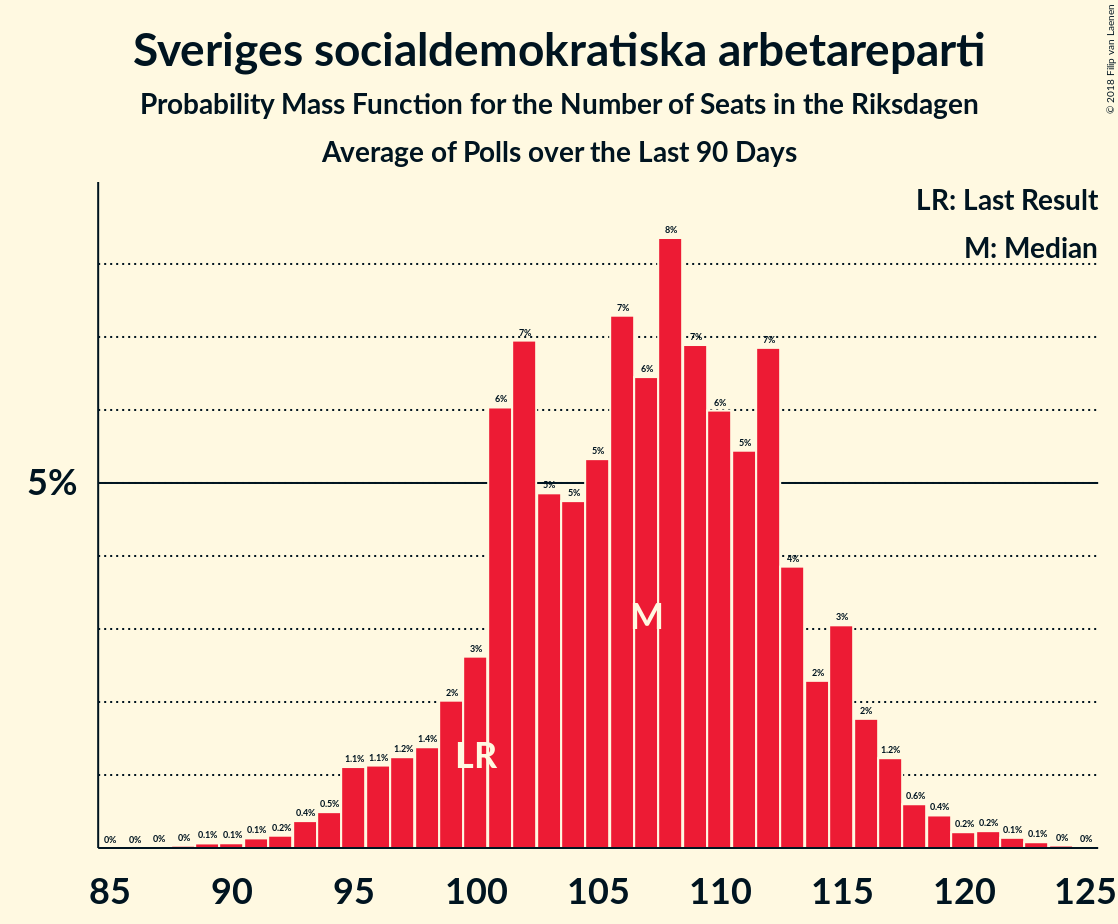 Sveriges socialdemokratiska arbetareparti
Probability Mass Function for the Number of Seats in the Riksdagen
Average of Polls over the Last 90 Days
© 2018 Filip van Laenen
LR: Last Result
M: Median
5%
0% 0% 0% 0% 0.1% 0.1% 0.1% 0.2% 0.4% 0.5% 1.1% 1.1% 1.2% 1.4% 2% 3% 6% 7% 5% 5% 5% 7% 6% 8% 7% 6% 5% 7% 4% 2% 3% 2% 1.2% 0.6% 0.4% 0.2% 0.2% 0.1% 0.1% 0% 0%
M
LR
85 90 95 100 105 110 115 120 125